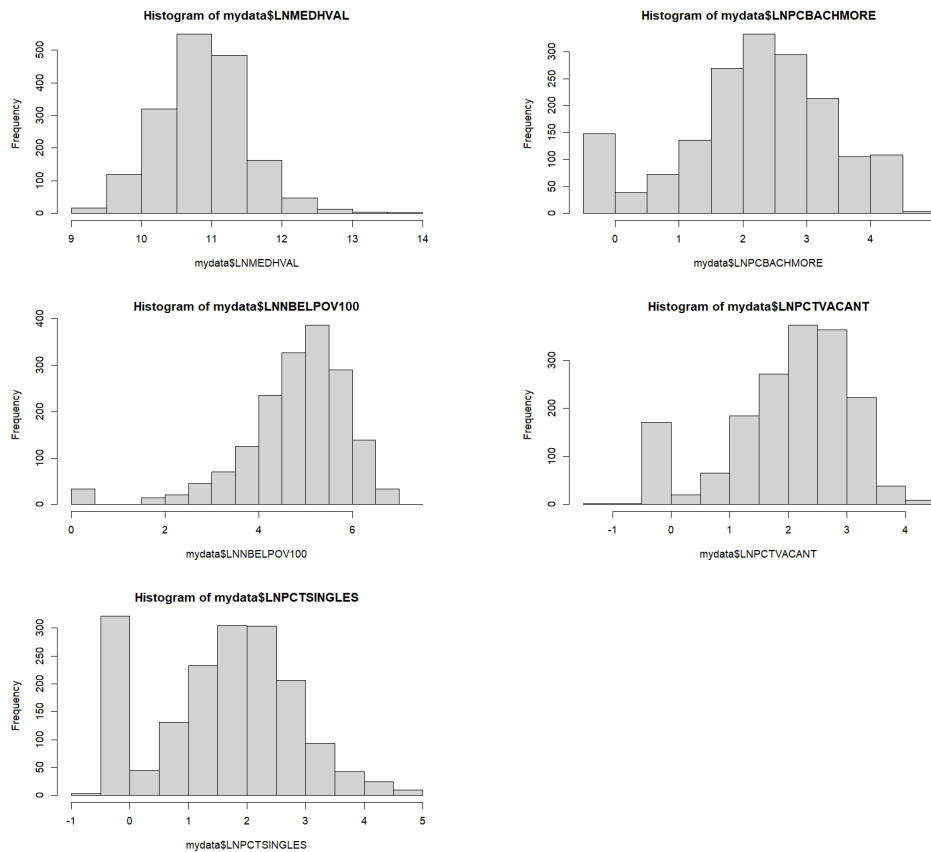 Histogram of mydata$LNMEDHVAL
Frequency
0 100 200 300 400 500
9 10 11 12 13 14
mydata$LNMEDHVAL
Histogram of mydata$LNPCBACHMORE
Frequency
0 50 100 150 200 250 300
0 1 2 3 4
mydata$LNPCBACHMORE
Histogram of mydata$LNNBELPOV100
Frequency
0 100 200 300 400
0 2 4 6
mydata$LNNBELPOV100
Histogram of mydata$LNPCTVACANT
Frequency
0 100 200 300
-1 0 1 2 3 4
mydata$LNPCTVACANT
Histogram of mydata$LNPCTSINGLES
Frequency
0 50 100 150 200 250 300
-1 0 1 2 3 4 5
mydata$LNPCTSINGLES